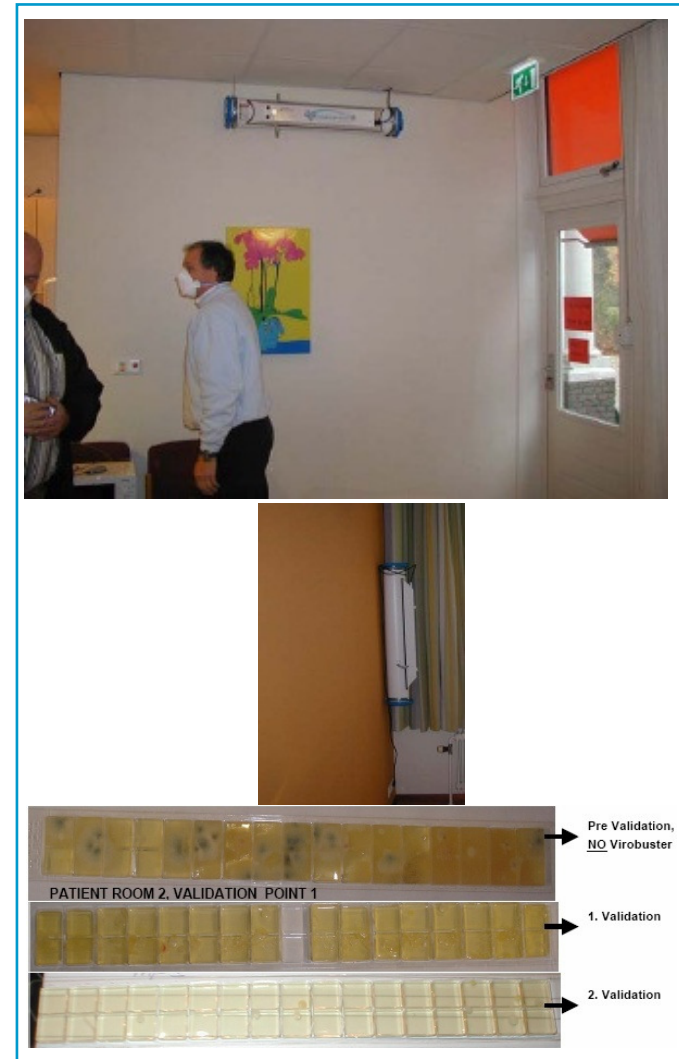 Pre Validation,
NO Virobuster
PATIENT ROOM 2, VALIDATION POINT 1
1. Validation
2. Validation